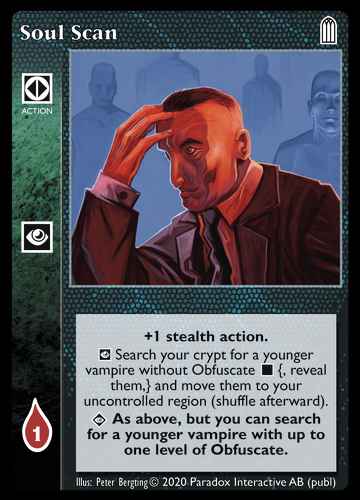 Soul Scan
ACTION
+1 stealth action.
Search your crypt for a younger
vampire without Obfuscate {, reveal
them,} and move them to your
uncontrolled region (shuffle afterward).
As above, but you can search
for a younger vampire with up to
one level of Obfuscate.
1
Illus: Peter Bergting © 2020 Paradox Interactive AB (publ)